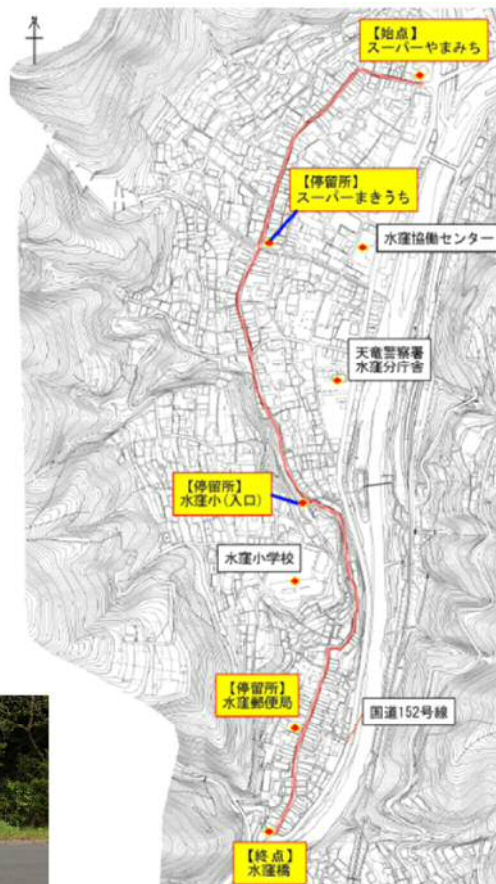 【始点】
スーパーやまみち
【停留所】
スーパーまきうち
水窪協働センター
天竜警察署
水窪分庁舎
【停留所】
水窪小(入口)
水窪小学校
【停留所】
水窪郵便局
国道152号線
【終点】
水窪橋